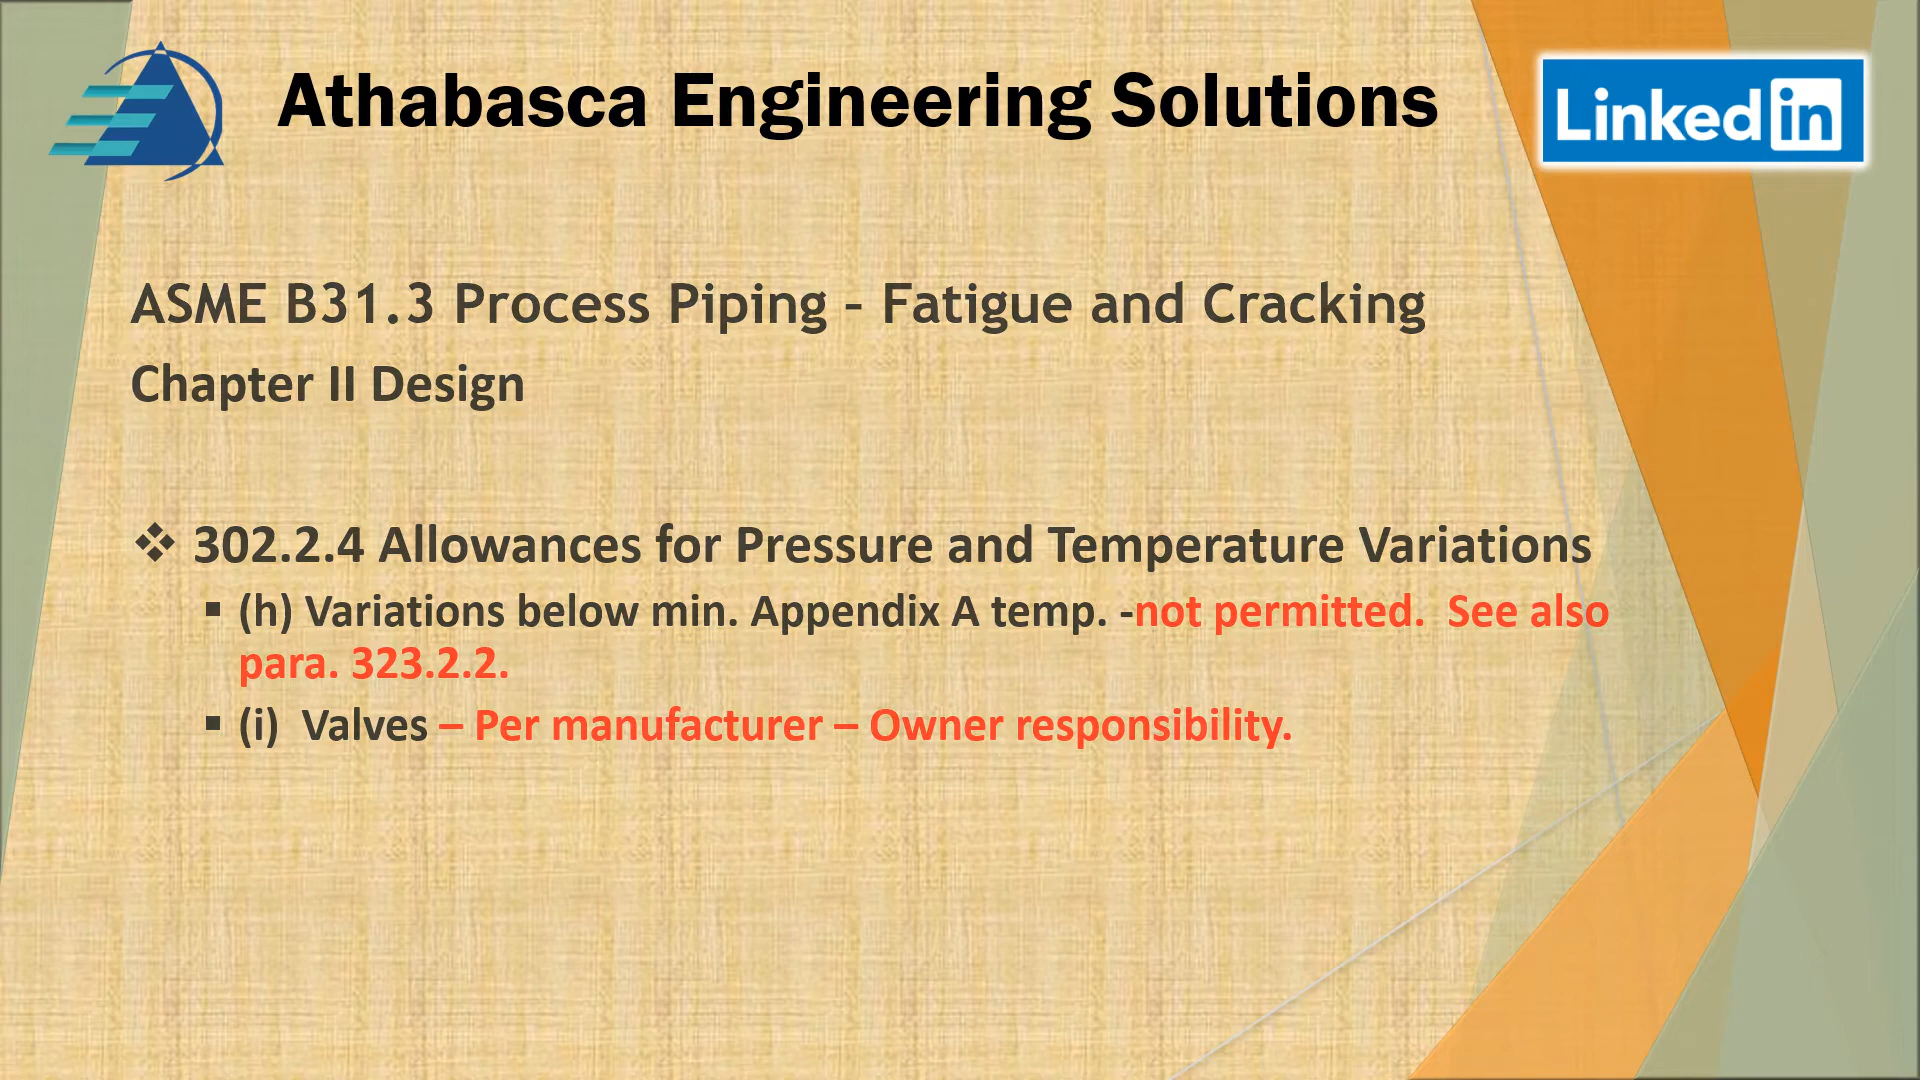 Athabasca Engineering Solutions
Linked in
ASME B31.3 Process Piping – Fatigue and Cracking
Chapter II Design
❖ 302.2.4 Allowances for Pressure and Temperature Variations
▪ (h) Variations below min. Appendix A temp. -not permitted. See also
para. 323.2.2.
▪ (i) Valves – Per manufacturer – Owner responsibility.